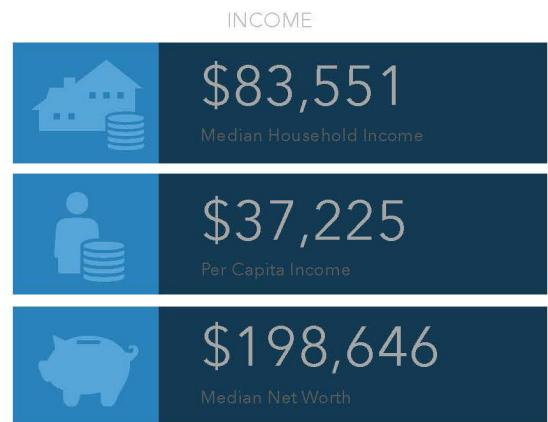 INCOME
$83,551
Median Household Income
$37,225
Per Capita Income
$198,646
Median Net Worth